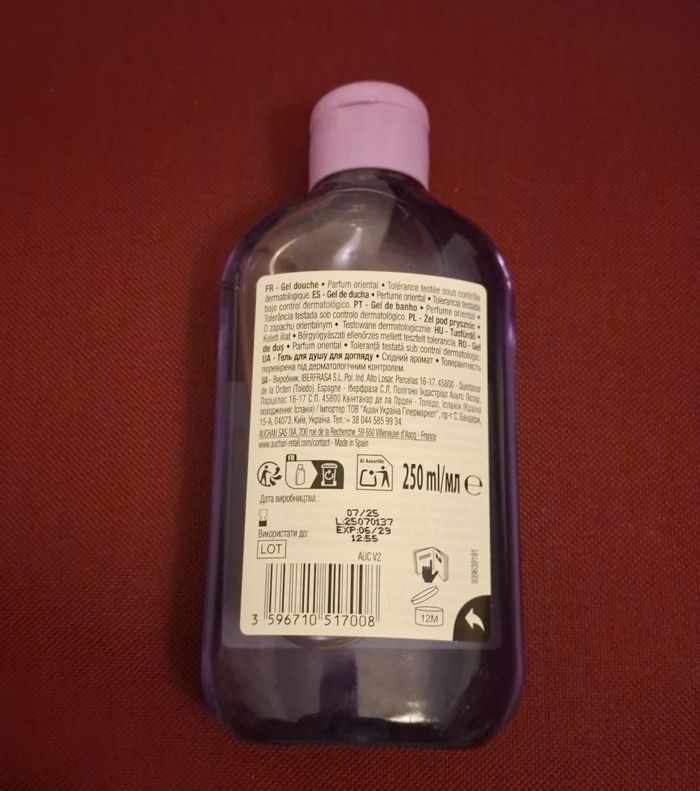 FR - Gel douche • Parfum oriental • Tolérance testée sous contrôle
dermatologique. ES - Gel de ducha • Perfume oriental • Tolerancia testada
bajo control dermatológico. PT - Gel de banho • Perfume oriental •
Tolerância testada sob controlo dermatológico. PL - Żel pod prysznic •
O zapachu orientalnym • Testowane dermatologicznie. HU - Tusfürdő •
Keleti illat • Bőrgyógyászati ellenőrzés mellett tesztelt tolerancia. RO - Gel
de duș • Parfum oriental • Toleranță testată sub control dermatologic.
UA - Гель для душу для догляду • Східний аромат • Толерантність
перевірена під дерматологічним контролем.
UA - Виробник: IBERFRASA S.L. Pol. Ind. Alto Losar, Parcelas 16-17. 45800 - Quintanar
de la Orden (Toledo). Espagne - Іберфраса С.Л, Полігоно Індастріал Альто Лозар,
Парцелас 16-17 С.П. 45800 Квінтанар де ла Орден - Толедо, Іспанія (Країна
походження: Іспанія) / Імпортер: ТОВ "Ашан Україна Гіпермаркет", пр-т С. Бандери,
15-А, 04073, Київ, Україна. Тел.:+ 38 044 585 99 34.
AUCHAN SAS OIA, 200 rue de la Recherche, 59 650 Villeneuve d'Ascq - France
www.auchan-retail.com/contact - Made in Spain
FR
Al Amarillo
250 ml/мл e
Дата виробництва :
07/25
L:25070137
EXP:06/29
12:55
Використати до:
LOT
AUC V2
939639191
12M
3 596710 517008